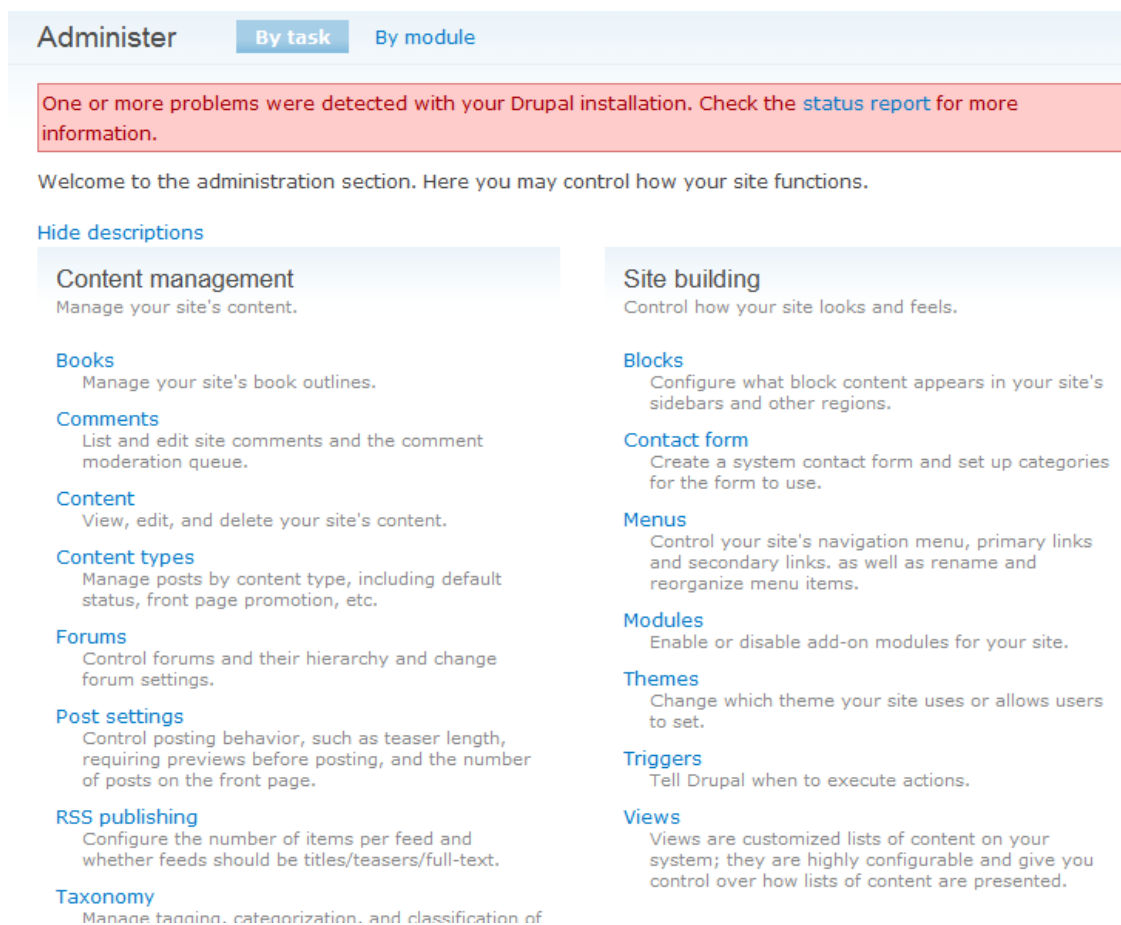 Administer By task By module
One or more problems were detected with your Drupal installation. Check the status report for more
information.
Welcome to the administration section. Here you may control how your site functions.
Hide descriptions
Content management
Manage your site's content.
Books
Manage your site's book outlines.
Comments
List and edit site comments and the comment
moderation queue.
Content
View, edit, and delete your site's content.
Content types
Manage posts by content type, including default
status, front page promotion, etc.
Forums
Control forums and their hierarchy and change
forum settings.
Post settings
Control posting behavior, such as teaser length,
requiring previews before posting, and the number
of posts on the front page.
RSS publishing
Configure the number of items per feed and
whether feeds should be titles/teasers/full-text.
Taxonomy
Manage tagging, categorization, and classification of
Site building
Control how your site looks and feels.
Blocks
Configure what block content appears in your site's
sidebars and other regions.
Contact form
Create a system contact form and set up categories
for the form to use.
Menus
Control your site's navigation menu, primary links
and secondary links. as well as rename and
reorganize menu items.
Modules
Enable or disable add-on modules for your site.
Themes
Change which theme your site uses or allows users
to set.
Triggers
Tell Drupal when to execute actions.
Views
Views are customized lists of content on your
system; they are highly configurable and give you
control over how lists of content are presented.